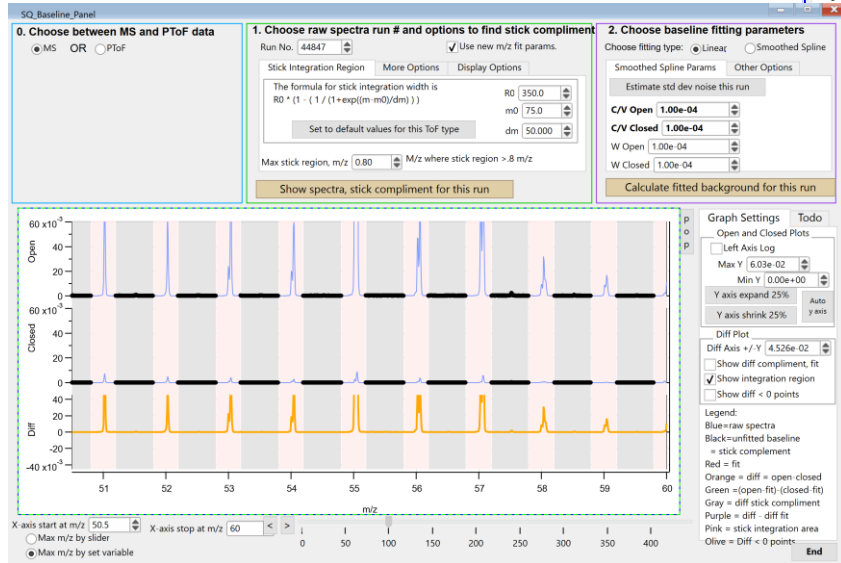 SQ_Baseline_Panel
0. Choose between MS and PToF data
MS OR PToF
1. Choose raw spectra run # and options to find stick compliment
Run No. 44847
Use new m/z fit params.
Stick Integration Region More Options Display Options
The formula for stick integration width is
R0 * (1 - ( 1 / (1+exp((m-m0)/dm) ) )
R0 350.0
m0 75.0
Set to default values for this ToF type
dm 50.000
Max stick region, m/z 0.80 M/z where stick region >.8 m/z
Show spectra, stick compliment for this run
2. Choose baseline fitting parameters
Choose fitting type: Linear Smoothed Spline
Smoothed Spline Params Other Options
Estimate std dev noise this run
C/V Open 1.00e-04
C/V Closed 1.00e-04
W Open 1.00e-04
W Closed 1.00e-04
Calculate fitted background for this run
60 x10-3
40
20
0
Open
60 x10-3
40
20
0
Closed
40
20
0
-20
-40 x10-3
Diff
51 52 53 54 55 56 57 58 59 60
m/z
p
o
p
Graph Settings Todo
Open and Closed Plots
Left Axis Log
Max Y 6.03e-02
Min Y 0.00e+00
Y axis expand 25%
Y axis shrink 25%
Auto
y axis
Diff Plot
Diff Axis +/-Y 4.526e-02
Show diff compliment, fit
Show integration region
Show diff < 0 points
Legend:
Blue=raw spectra
Black=unfitted baseline
= stick complement
Red = fit
Orange = diff = open-closed
Green =(open-fit)-(closed-fit)
Gray = diff stick compliment
Purple = diff - diff fit
Pink = stick integration area
Olive = Diff < 0 points
End
X-axis start at m/z 50.5 X-axis stop at m/z 60 < >
Max m/z by slider
Max m/z by set variable
0 50 100 150 200 250 300 350 400